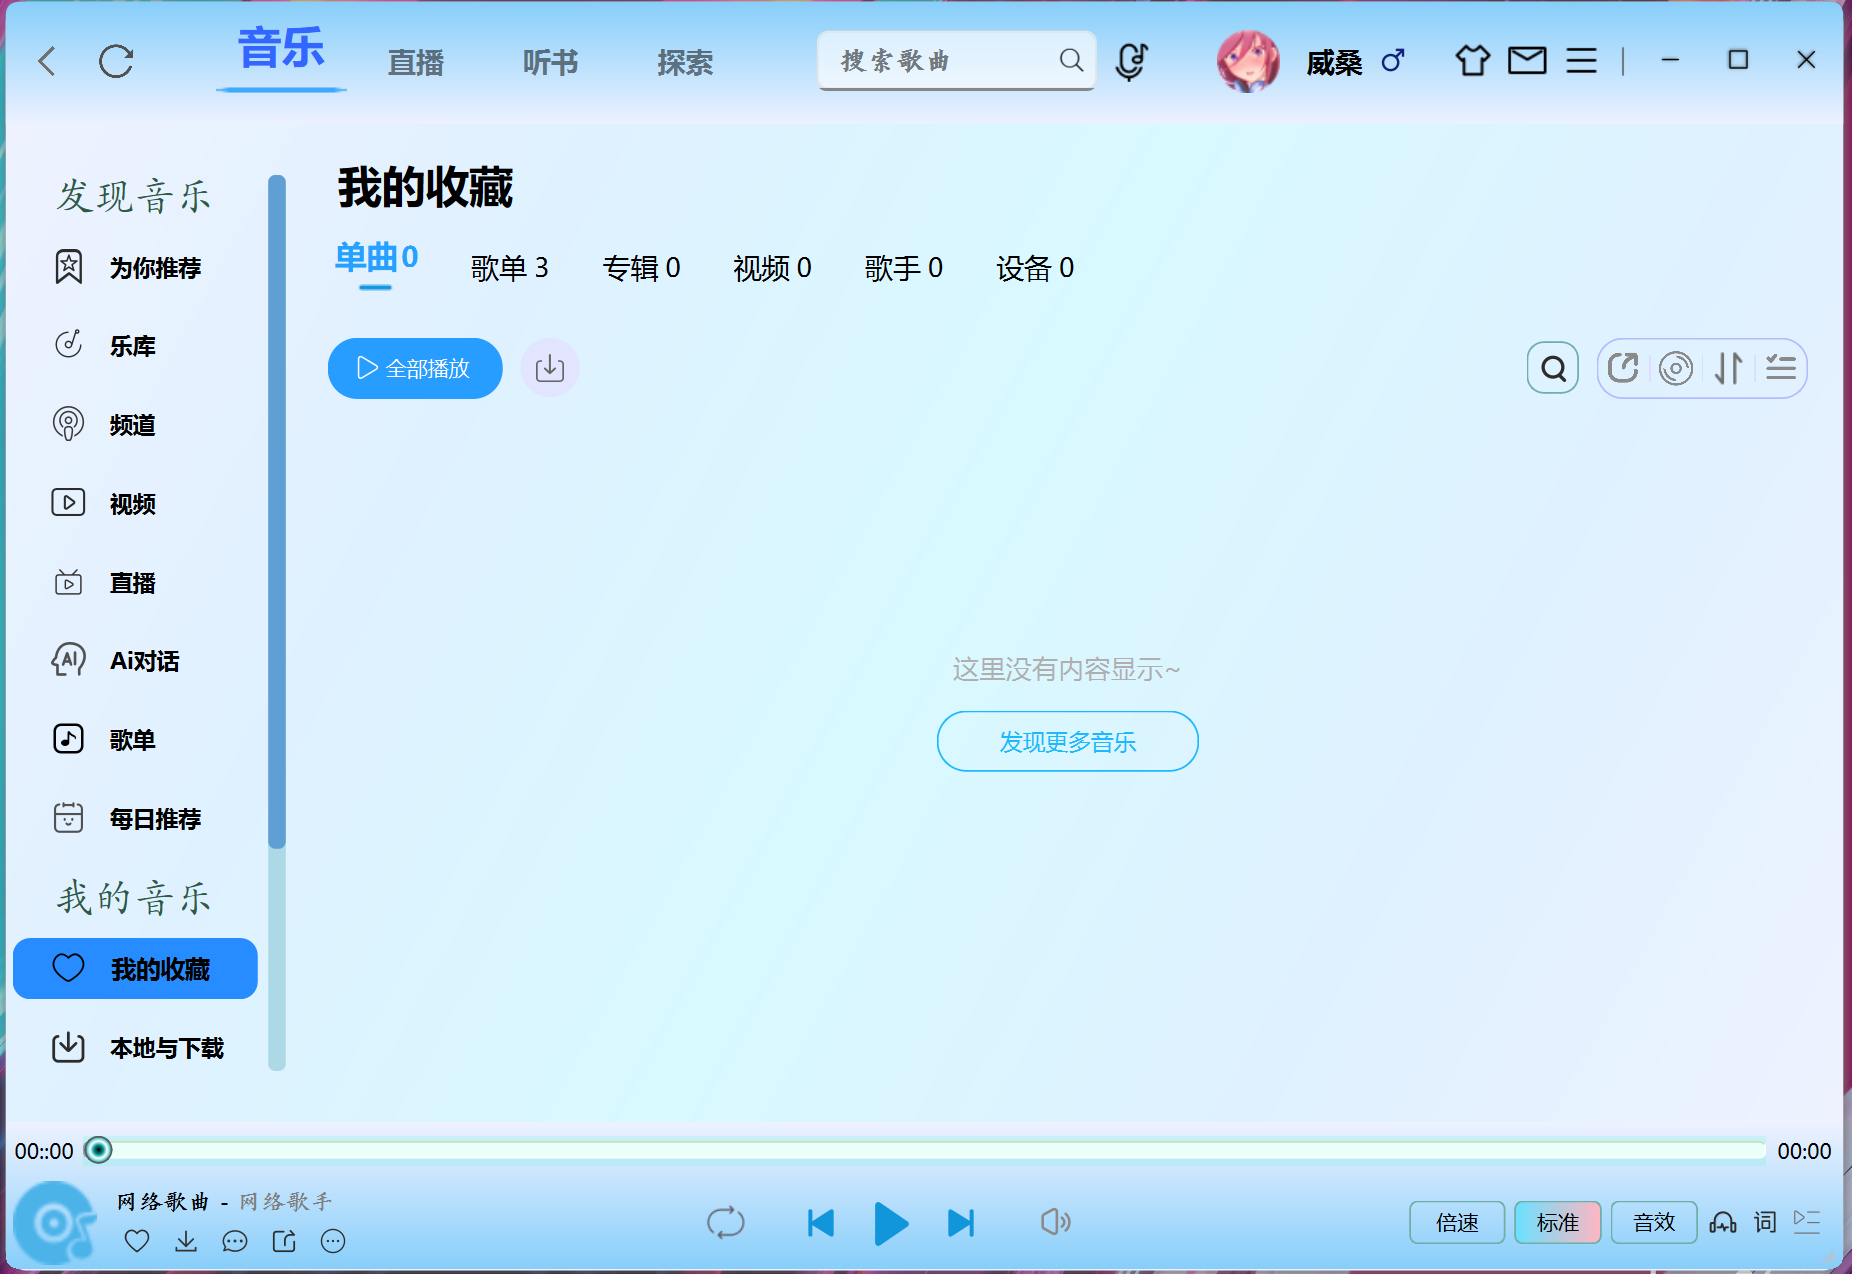 音乐 直播 听书 探索 搜索歌曲 威桑
发现音乐
为你推荐
乐库
频道
视频
直播
Ai对话
歌单
每日推荐
我的音乐
我的收藏
本地与下载
我的收藏
单曲0 歌单 3 专辑 0 视频 0 歌手 0 设备 0
全部播放
这里没有内容显示~
发现更多音乐
00::00 00:00
网络歌曲 - 网络歌手
倍速 标准 音效 词